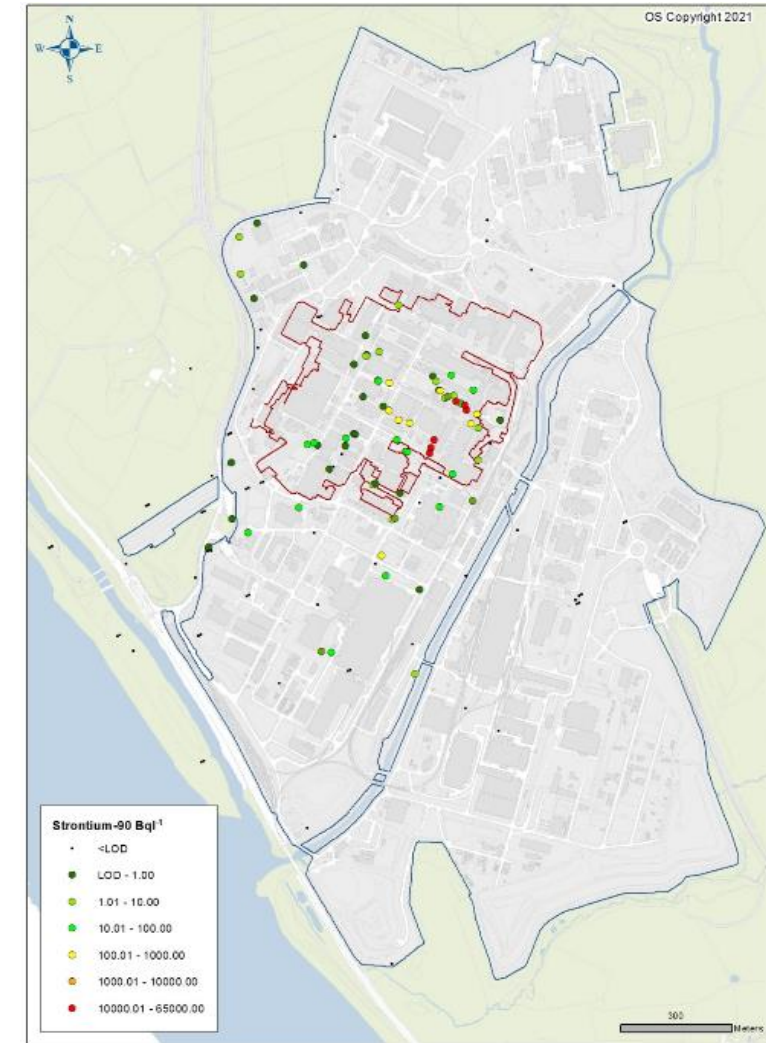 OS Copyright 2021
N
W E
S
Strontium-90 Bql⁻¹
<LOD
LOD - 1.00
1.01 - 10.00
10.01 - 100.00
100.01 - 1000.00
1000.01 - 10000.00
10000.01 - 65000.00
300
Meters